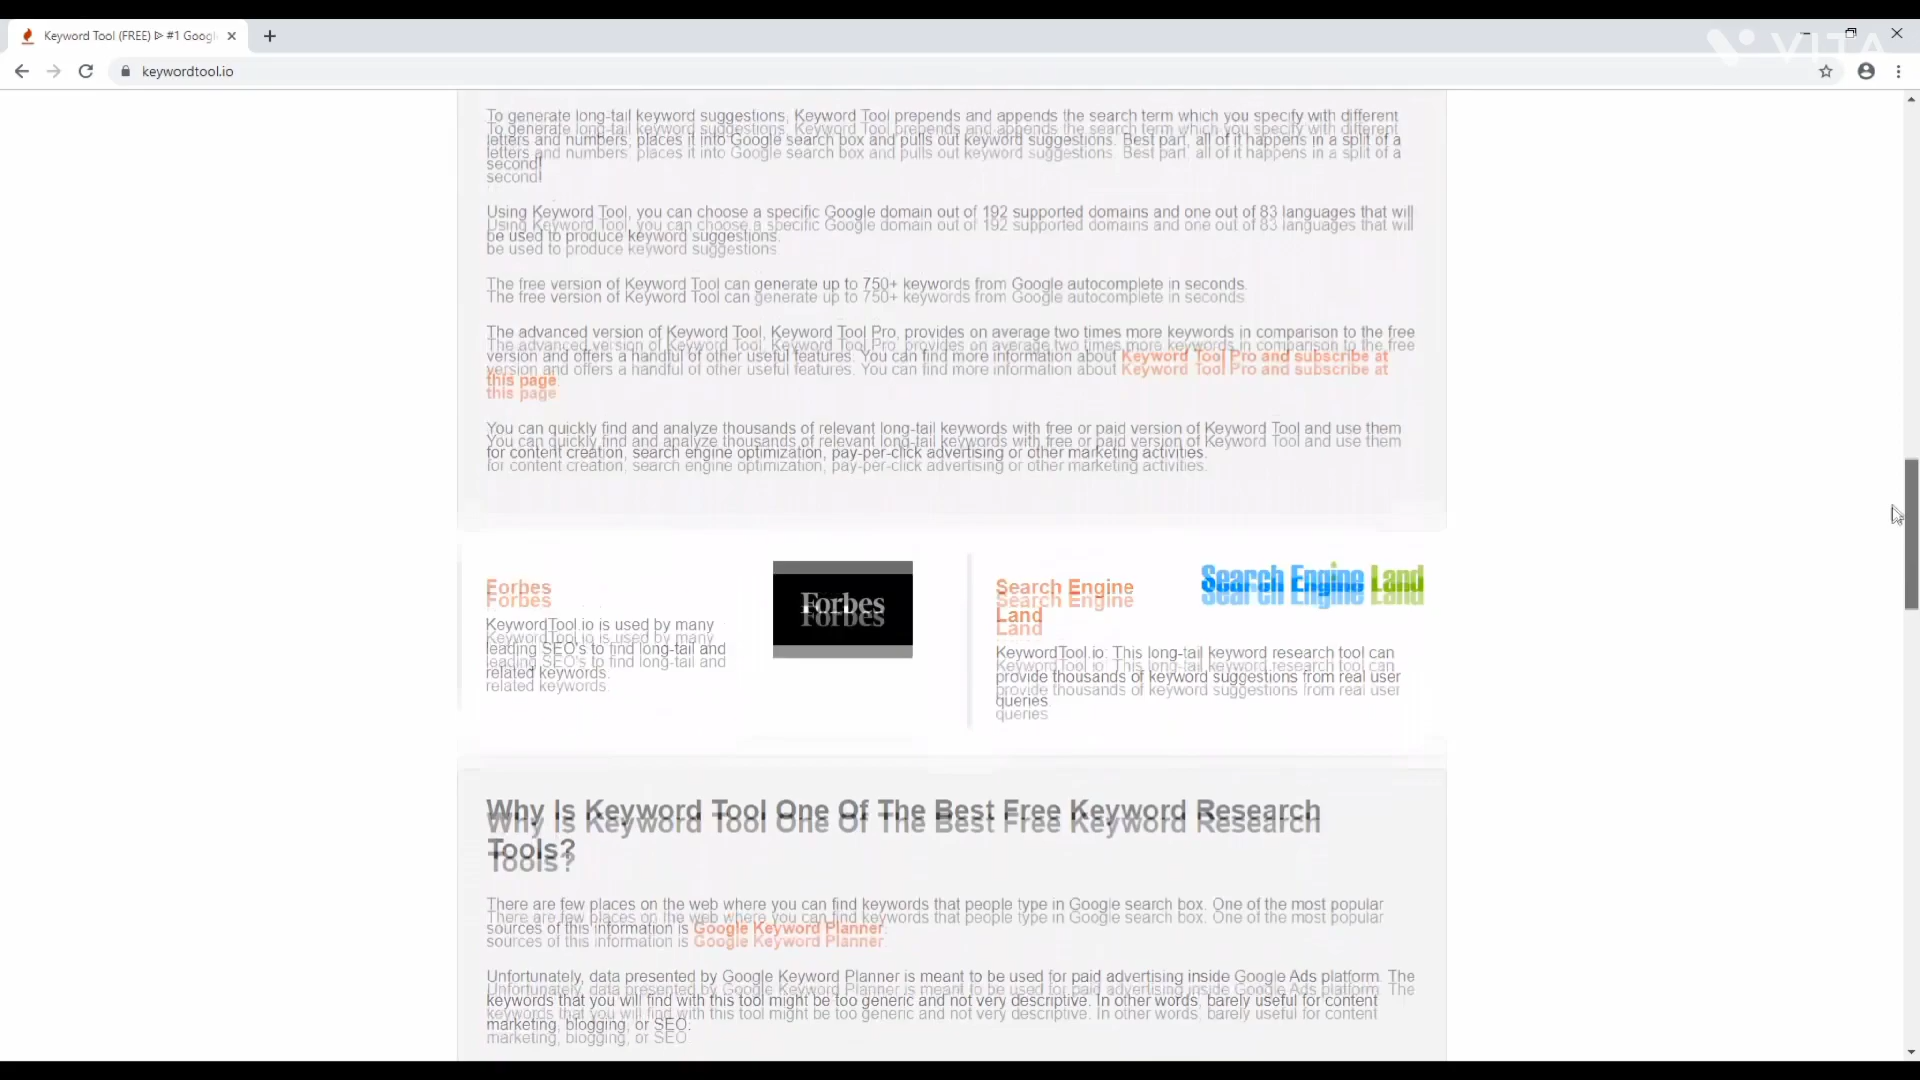 Keyword Tool (FREE) ᐅ #1 Googl
VITA
keywordtool.io
To generate long-tail keyword suggestions, Keyword Tool prepends and appends the search term which you specify with different
letters and numbers, places it into Google search box and pulls out keyword suggestions. Best part, all of it happens in a split of a
second!
Using Keyword Tool, you can choose a specific Google domain out of 192 supported domains and one out of 83 languages that will
be used to produce keyword suggestions.
The free version of Keyword Tool can generate up to 750+ keywords from Google autocomplete in seconds.
The advanced version of Keyword Tool, Keyword Tool Pro, provides on average two times more keywords in comparison to the free
version and offers a handful of other useful features. You can find more information about Keyword Tool Pro and subscribe at
this page.
You can quickly find and analyze thousands of relevant long-tail keywords with free or paid version of Keyword Tool and use them
for content creation, search engine optimization, pay-per-click advertising or other marketing activities.
Forbes
KeywordTool.io is used by many
leading SEO's to find long-tail and
related keywords.
Forbes
Search Engine
Land
KeywordTool.io: This long-tail keyword research tool can
provide thousands of keyword suggestions from real user
queries.
Search Engine Land
Why Is Keyword Tool One Of The Best Free Keyword Research
Tools?
There are few places on the web where you can find keywords that people type in Google search box. One of the most popular
sources of this information is Google Keyword Planner.
Unfortunately, data presented by Google Keyword Planner is meant to be used for paid advertising inside Google Ads platform. The
keywords that you will find with this tool might be too generic and not very descriptive. In other words, barely useful for content
marketing, blogging, or SEO.